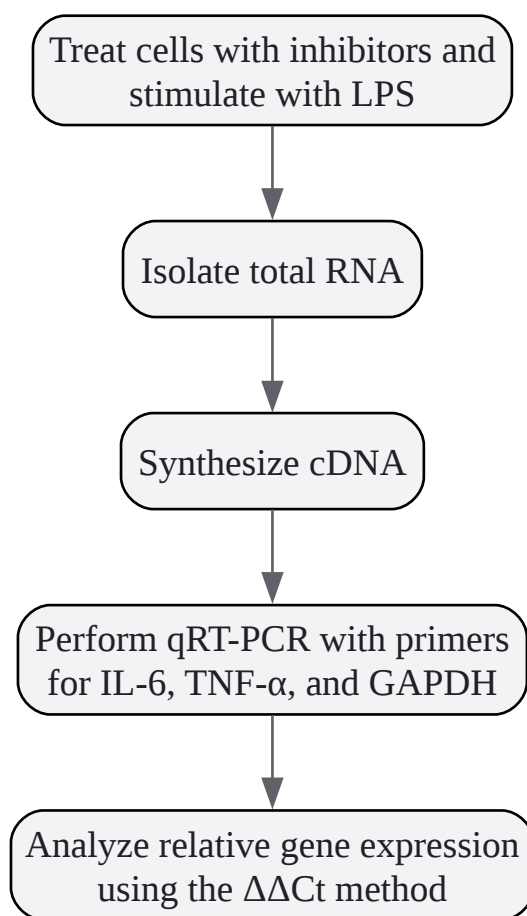 Treat cells with inhibitors and
stimulate with LPS
Isolate total RNA
Synthesize cDNA
Perform qRT-PCR with primers
for IL-6, TNF-α, and GAPDH
Analyze relative gene expression
using the ΔΔCt method